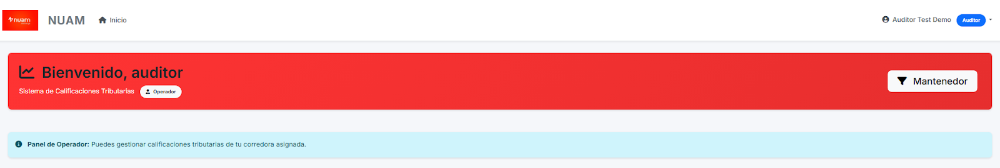 nuam
NUAM
Inicio
Auditor Test Demo
Auditor
Bienvenido, auditor
Sistema de Calificaciones Tributarias
Operador
Mantenedor
Panel de Operador: Puedes gestionar calificaciones tributarias de tu corredora asignada.